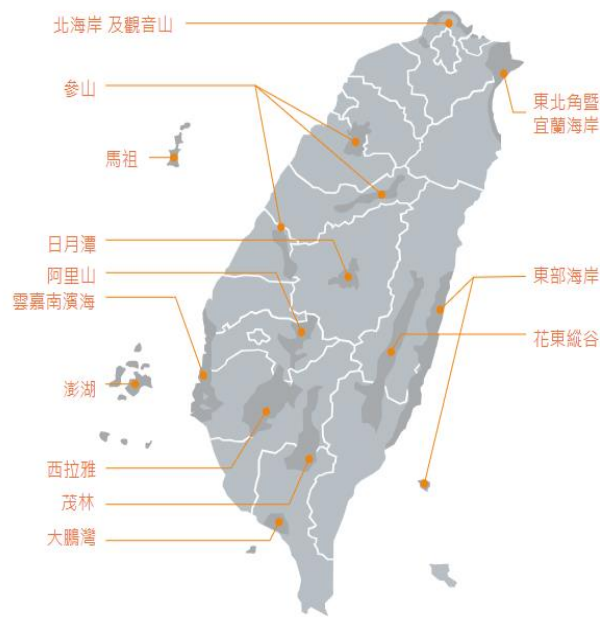 北海岸 及觀音山
參山
馬祖
日月潭
阿里山
雲嘉南濱海
澎湖
西拉雅
茂林
大鵬灣
東北角暨
宜蘭海岸
東部海岸
花東縱谷